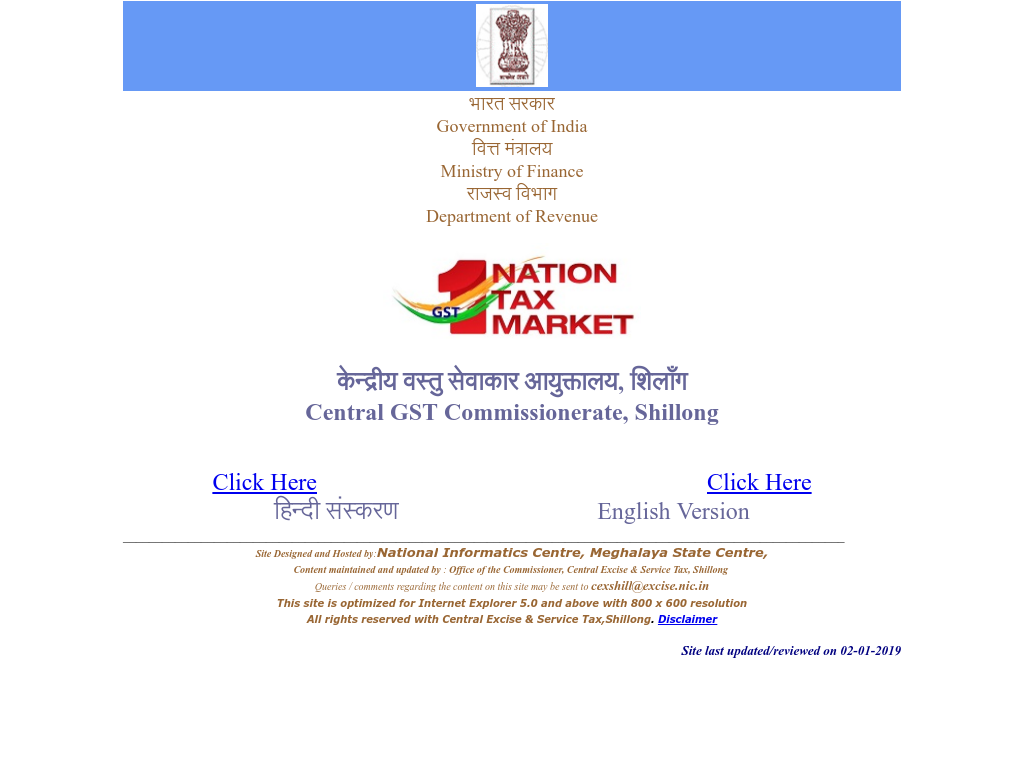 भारत सरकार
Government of India
वित्त मंत्रालय
Ministry of Finance
राजस्व विभाग
Department of Revenue
GST 1 NATION
TAX
MARKET
केन्द्रीय वस्तु सेवाकार आयुक्तालय, शिलाँग
Central GST Commissionerate, Shillong
Click Here Click Here
हिन्दी संस्करण English Version
Site Designed and Hosted by:National Informatics Centre, Meghalaya State Centre,
Content maintained and updated by : Office of the Commissioner, Central Excise & Service Tax, Shillong
Queries / comments regarding the content on this site may be sent to cexshill@excise.nic.in
This site is optimized for Internet Explorer 5.0 and above with 800 x 600 resolution
All rights reserved with Central Excise & Service Tax,Shillong. Disclaimer
Site last updated/reviewed on 02-01-2019